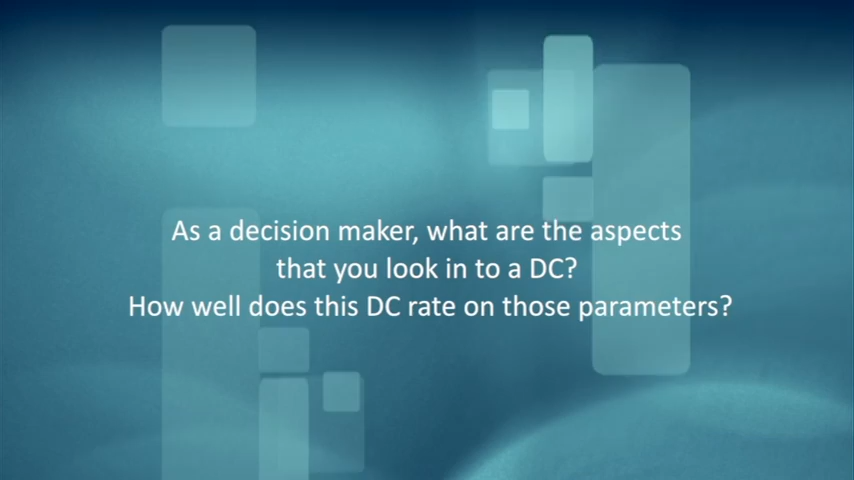 As a decision maker, what are the aspects
that you look in to a DC?
How well does this DC rate on those parameters?